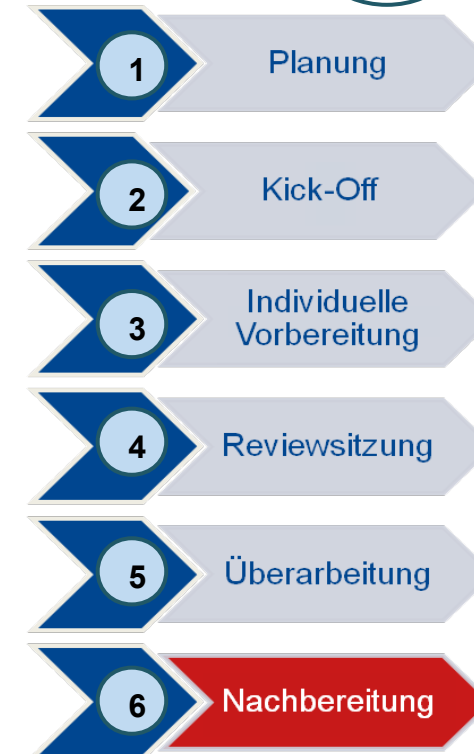 1
Planung
2
Kick-Off
3
Individuelle
Vorbereitung
4
Reviewsitzung
5
Überarbeitung
6
Nachbereitung